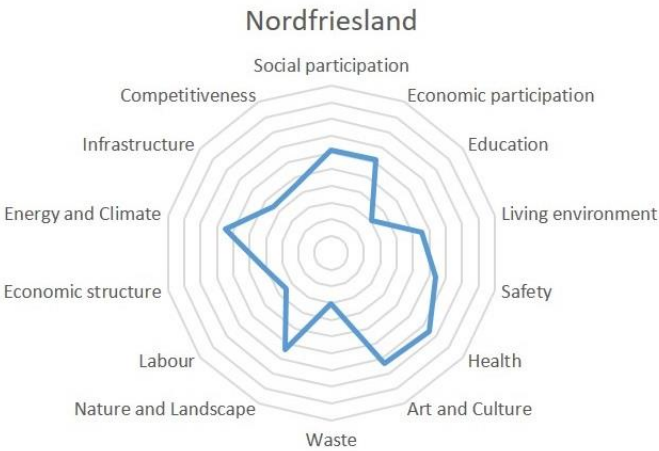 Nordfriesland
Social participation
Competitiveness
Economic participation
Infrastructure
Education
Energy and Climate
Living environment
Economic structure
Safety
Labour
Health
Nature and Landscape
Art and Culture
Waste